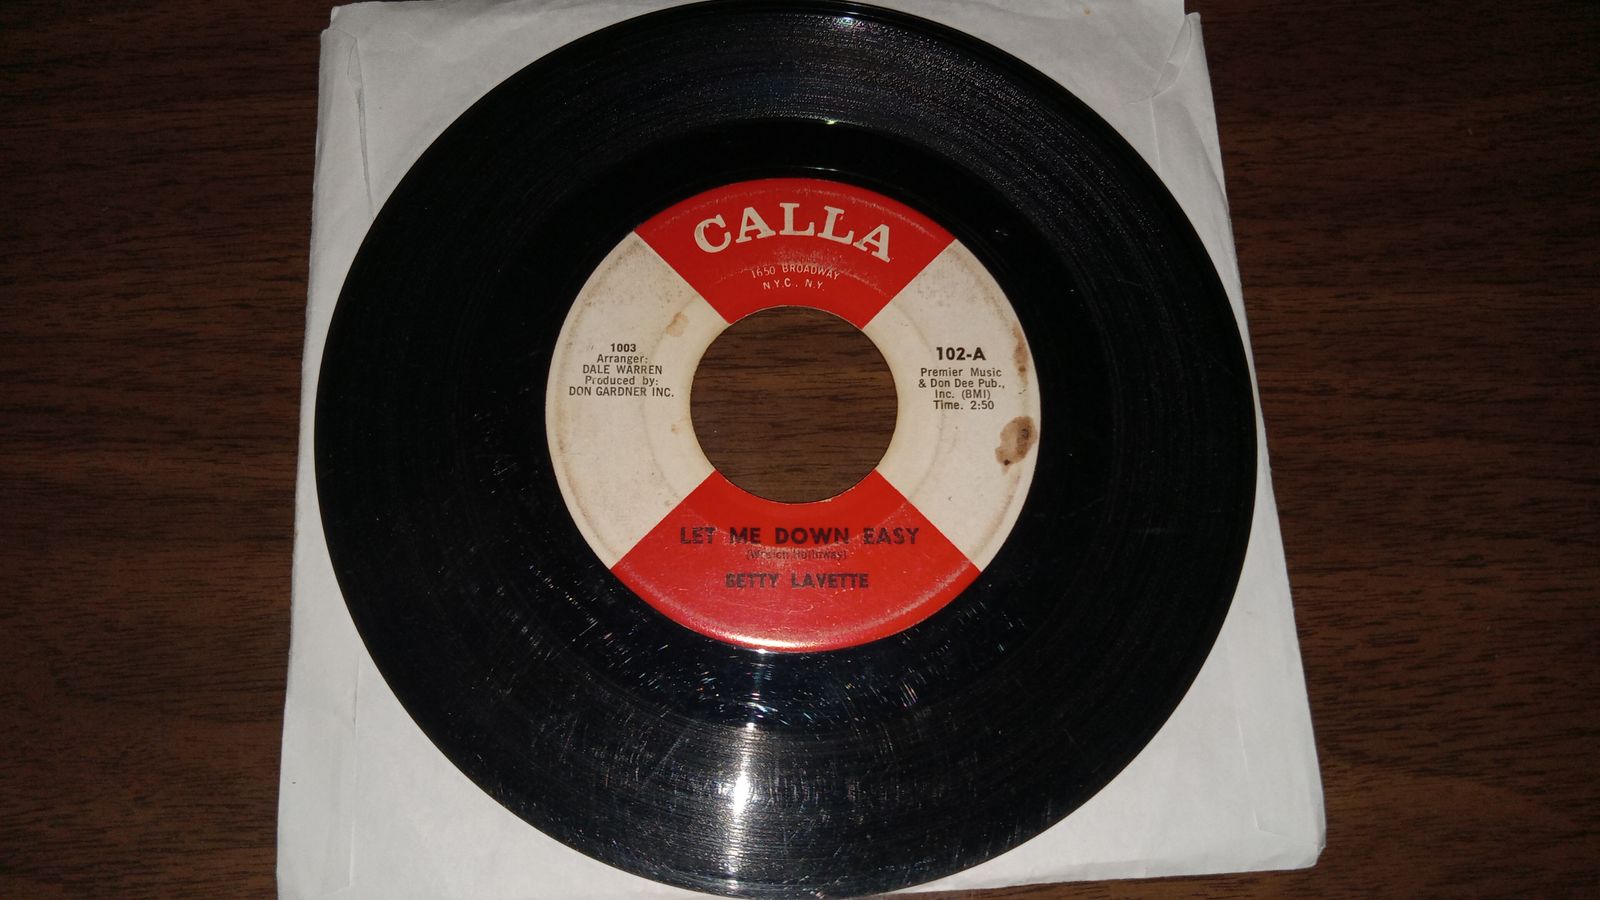 CALLA
1650 BROADWAY
N.Y.C. N.Y.
1003
Arranger:
DALE WARREN
Produced by:
DON GARDNER INC.
102-A
Premier Music
& Don Dee Pub.,
Inc. (BMI)
Time. 2:50
LET ME DOWN EASY
BETTY LAVETTE